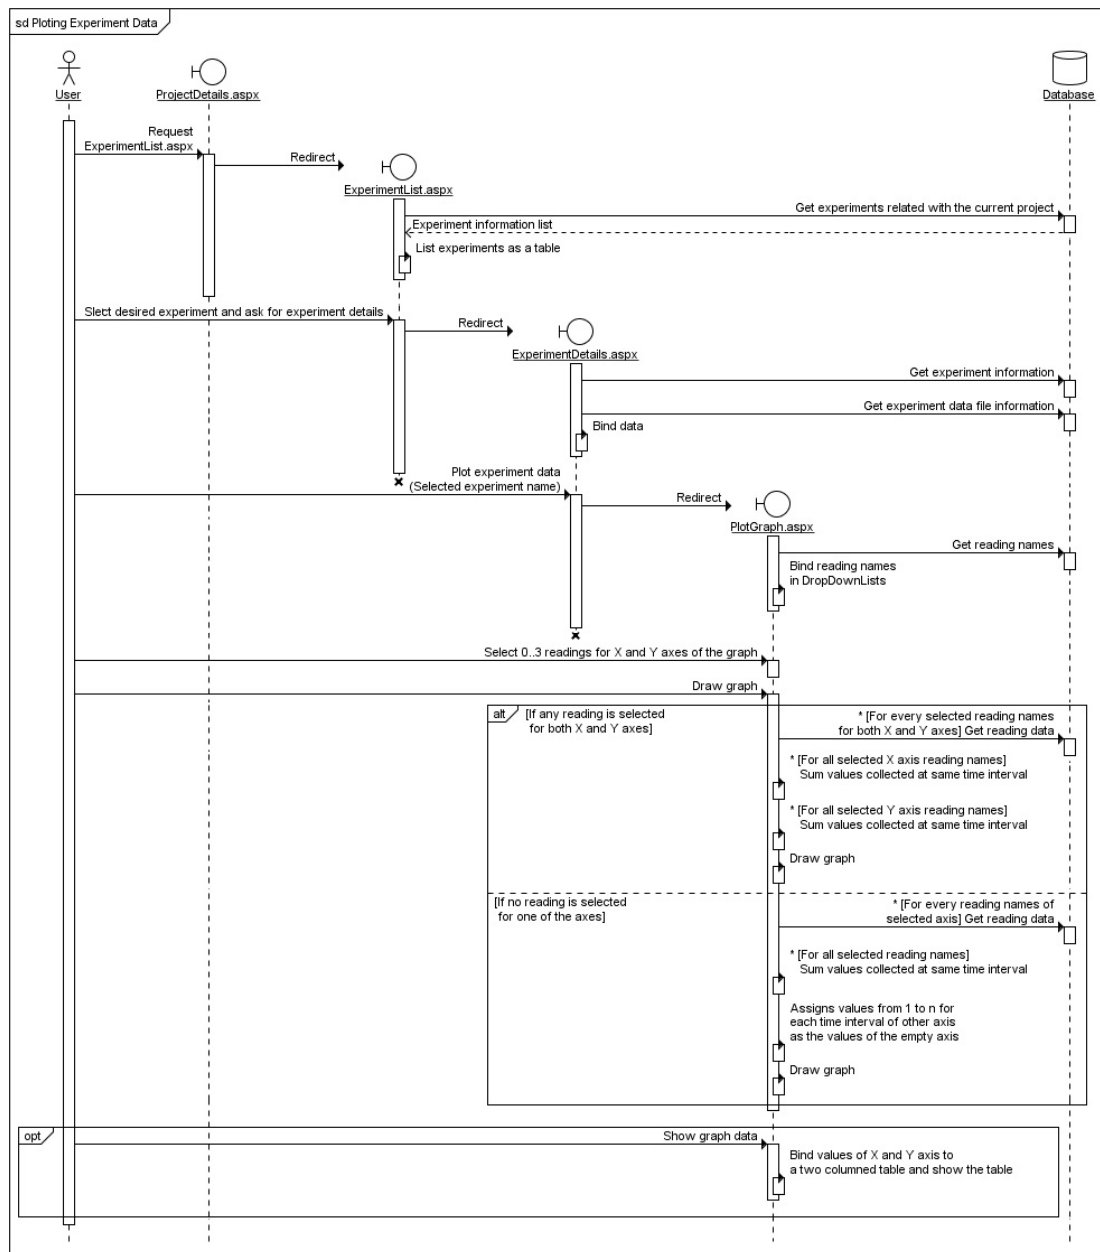 sd Ploting Experiment Data
User
ProjectDetails.aspx
Database
Request
ExperimentList.aspx
Redirect
ExperimentList.aspx
Get experiments related with the current project
Experiment information list
List experiments as a table
Slect desired experiment and ask for experiment details
Redirect
ExperimentDetails.aspx
Get experiment information
Get experiment data file information
Bind data
Plot experiment data
(Selected experiment name)
Redirect
PlotGraph.aspx
Get reading names
Bind reading names
in DropDownLists
Select 0..3 readings for X and Y axes of the graph
Draw graph
alt
[If any reading is selected
for both X and Y axes]
* [For every selected reading names
for both X and Y axes] Get reading data
* [For all selected X axis reading names]
Sum values collected at same time interval
* [For all selected Y axis reading names]
Sum values collected at same time interval
Draw graph
[If no reading is selected
for one of the axes]
* [For every reading names of
selected axis] Get reading data
* [For all selected reading names]
Sum values collected at same time interval
Assigns values from 1 to n for
each time interval of other axis
as the values of the empty axis
Draw graph
opt
Show graph data
Bind values of X and Y axis to
a two columned table and show the table